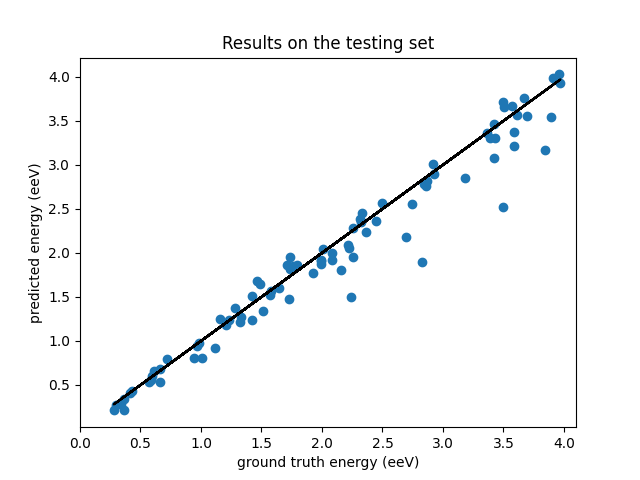 Results on the testing set
predicted energy (eeV)
4.0
3.5
3.0
2.5
2.0
1.5
1.0
0.5
0.0 0.5 1.0 1.5 2.0 2.5 3.0 3.5 4.0
ground truth energy (eeV)